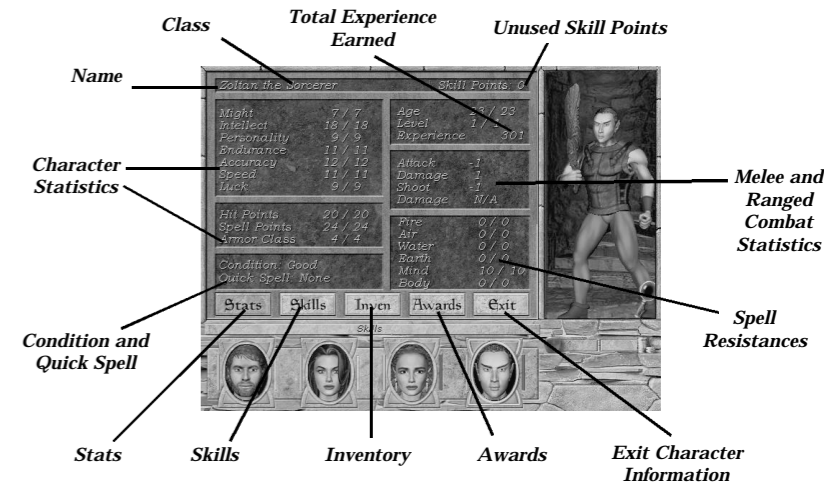 Class
Total Experience
Earned
Unused Skill Points
Name
Zoltan the Sorcerer
Skill Points: 0
Might 7 / 7
Intellect 18 / 18
Personality 9 / 9
Endurance 11 / 11
Accuracy 12 / 12
Speed 11 / 11
Luck 9 / 9
Age 23 / 23
Level 1 / 1
Experience 301
Attack -1
Damage 1
Shoot -1
Damage N/A
Character
Statistics
Melee and
Ranged
Combat
Statistics
Hit Points 20 / 20
Spell Points 24 / 24
Armor Class 4 / 4
Fire 0 / 0
Air 0 / 0
Water 0 / 0
Earth 0 / 0
Mind 10 / 10
Body 0 / 0
Condition: Good
Quick Spell: None
Stats Skills Inven Awards Exit
Skills
Condition and
Quick Spell
Spell
Resistances
Stats
Skills
Inventory
Awards
Exit Character
Information